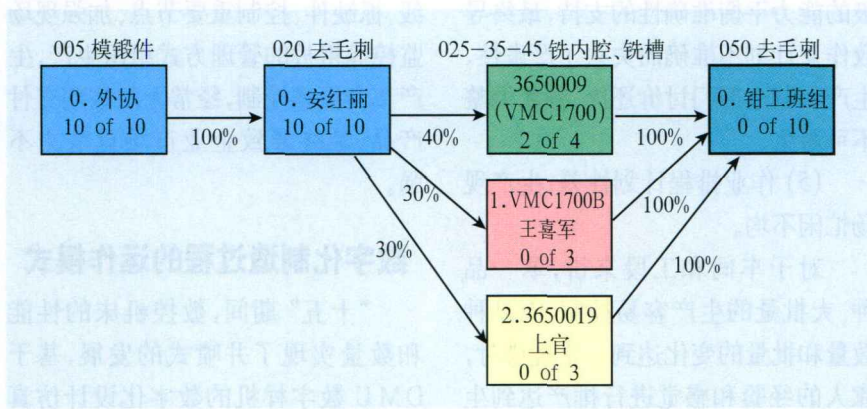 005 模锻件
020 去毛刺
025-35-45 铣内腔、铣槽
050 去毛刺
0. 外协
10 of 10
100%
0. 安红丽
10 of 10
40%
30%
30%
3650009
(VMC1700)
2 of 4
100%
1.VMC1700B
王喜军
0 of 3
100%
2.3650019
上官
0 of 3
100%
0. 钳工班组
0 of 10